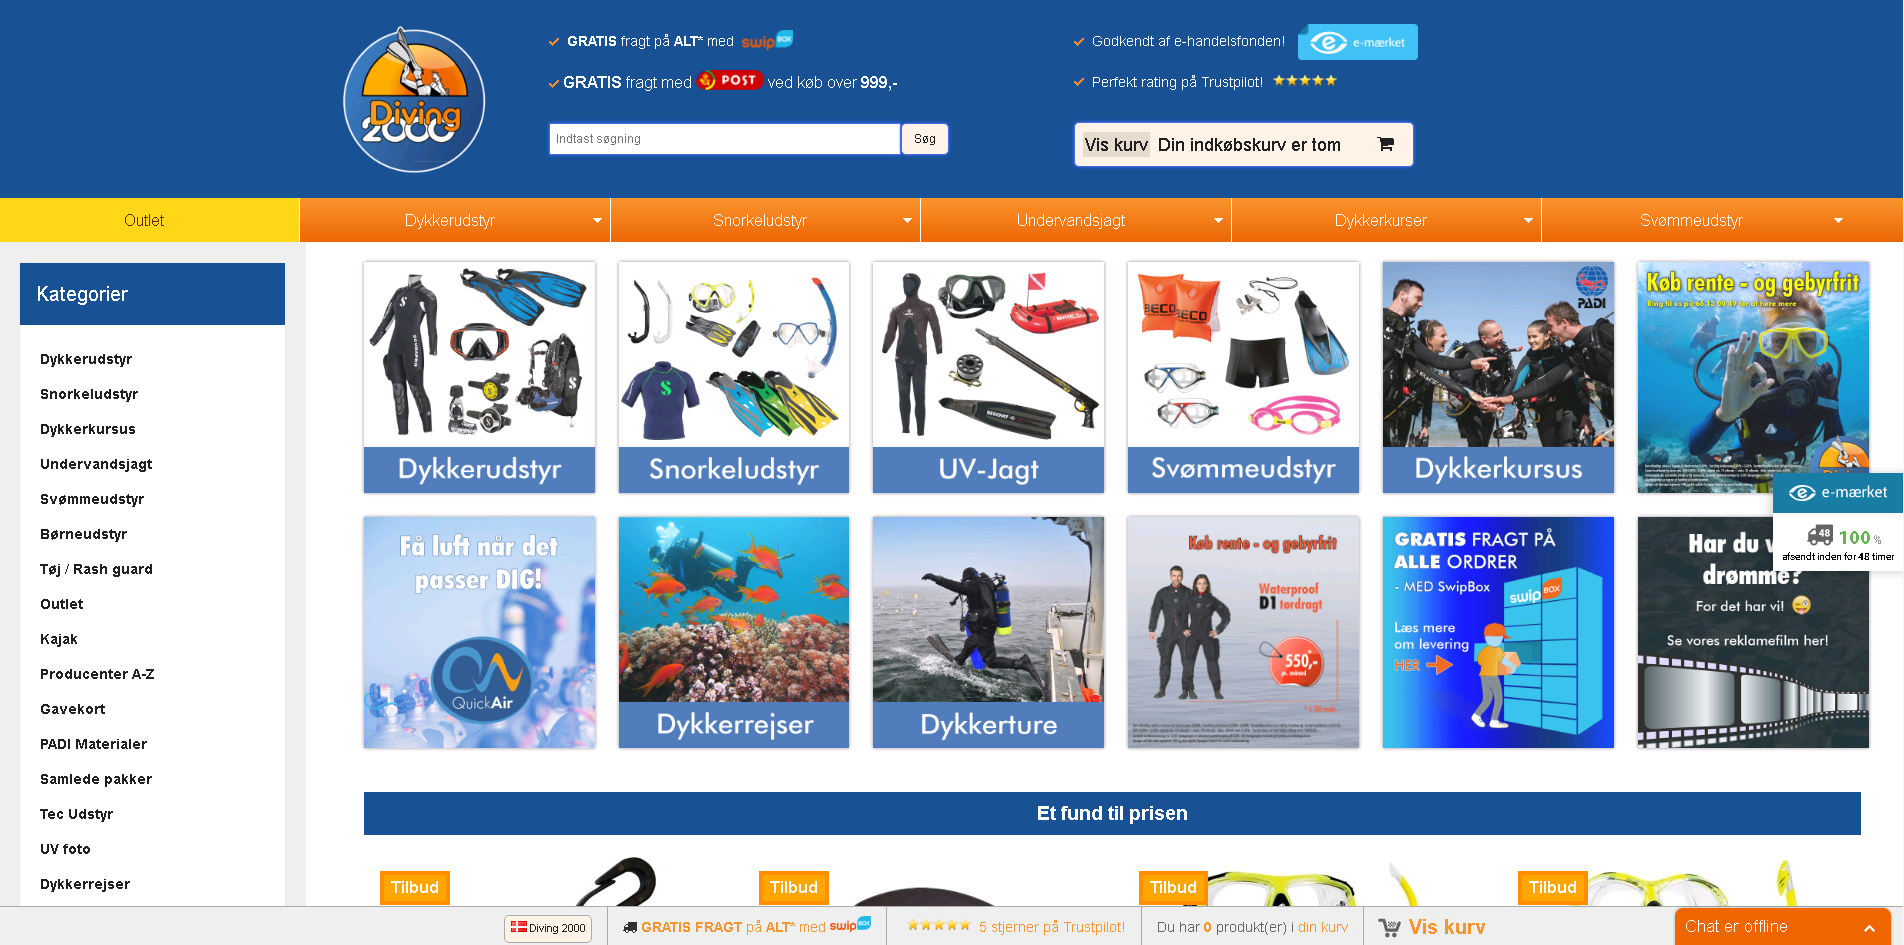 GRATIS fragt på ALT* med swipBOX
GRATIS fragt med POST ved køb over 999,-
Godkendt af e-handelsfonden! e-mærket
Perfekt rating på Trustpilot!
Diving 2000
Indtast søgning
Søg
Vis kurv Din indkøbskurv er tom
Outlet
Dykkerudstyr
Snorkeludstyr
Undervandsjagt
Dykkerkurser
Svømmeudstyr
Kategorier
Dykkerudstyr
Snorkeludstyr
Dykkerkursus
Undervandsjagt
Svømmeudstyr
Børneudstyr
Tøj / Rash guard
Outlet
Kajak
Producenter A-Z
Gavekort
PADI Materialer
Samlede pakker
Tec Udstyr
UV foto
Dykkerrejser
Dykkerudstyr
Snorkeludstyr
UV-Jagt
BECO BECO
Svømmeudstyr
PADI
Dykkerkursus
Køb rente - og gebyrfrit
Ring til os på 66 13 00 49 for at høre mere
e-mærket
48 100 %
afsendt inden for 48 timer
Få luft når det
passer DIG!
QuickAir
Dykkerrejser
Dykkerture
Køb rente - og gebyrfrit
Waterproof
D1 tørdragt
550,-
pr. måned
GRATIS FRAGT PÅ
ALLE ORDRER
- MED SwipBox
swipBOX
Læs mere
om levering
HER
Har du v
drømme?
For det har vi!
Se vores reklamefilm her!
Et fund til prisen
Tilbud
Tilbud
Tilbud
Tilbud
Diving 2000
GRATIS FRAGT på ALT* med swipBOX
5 stjerner på Trustpilot!
Du har 0 produkt(er) i din kurv
Vis kurv
Chat er offline